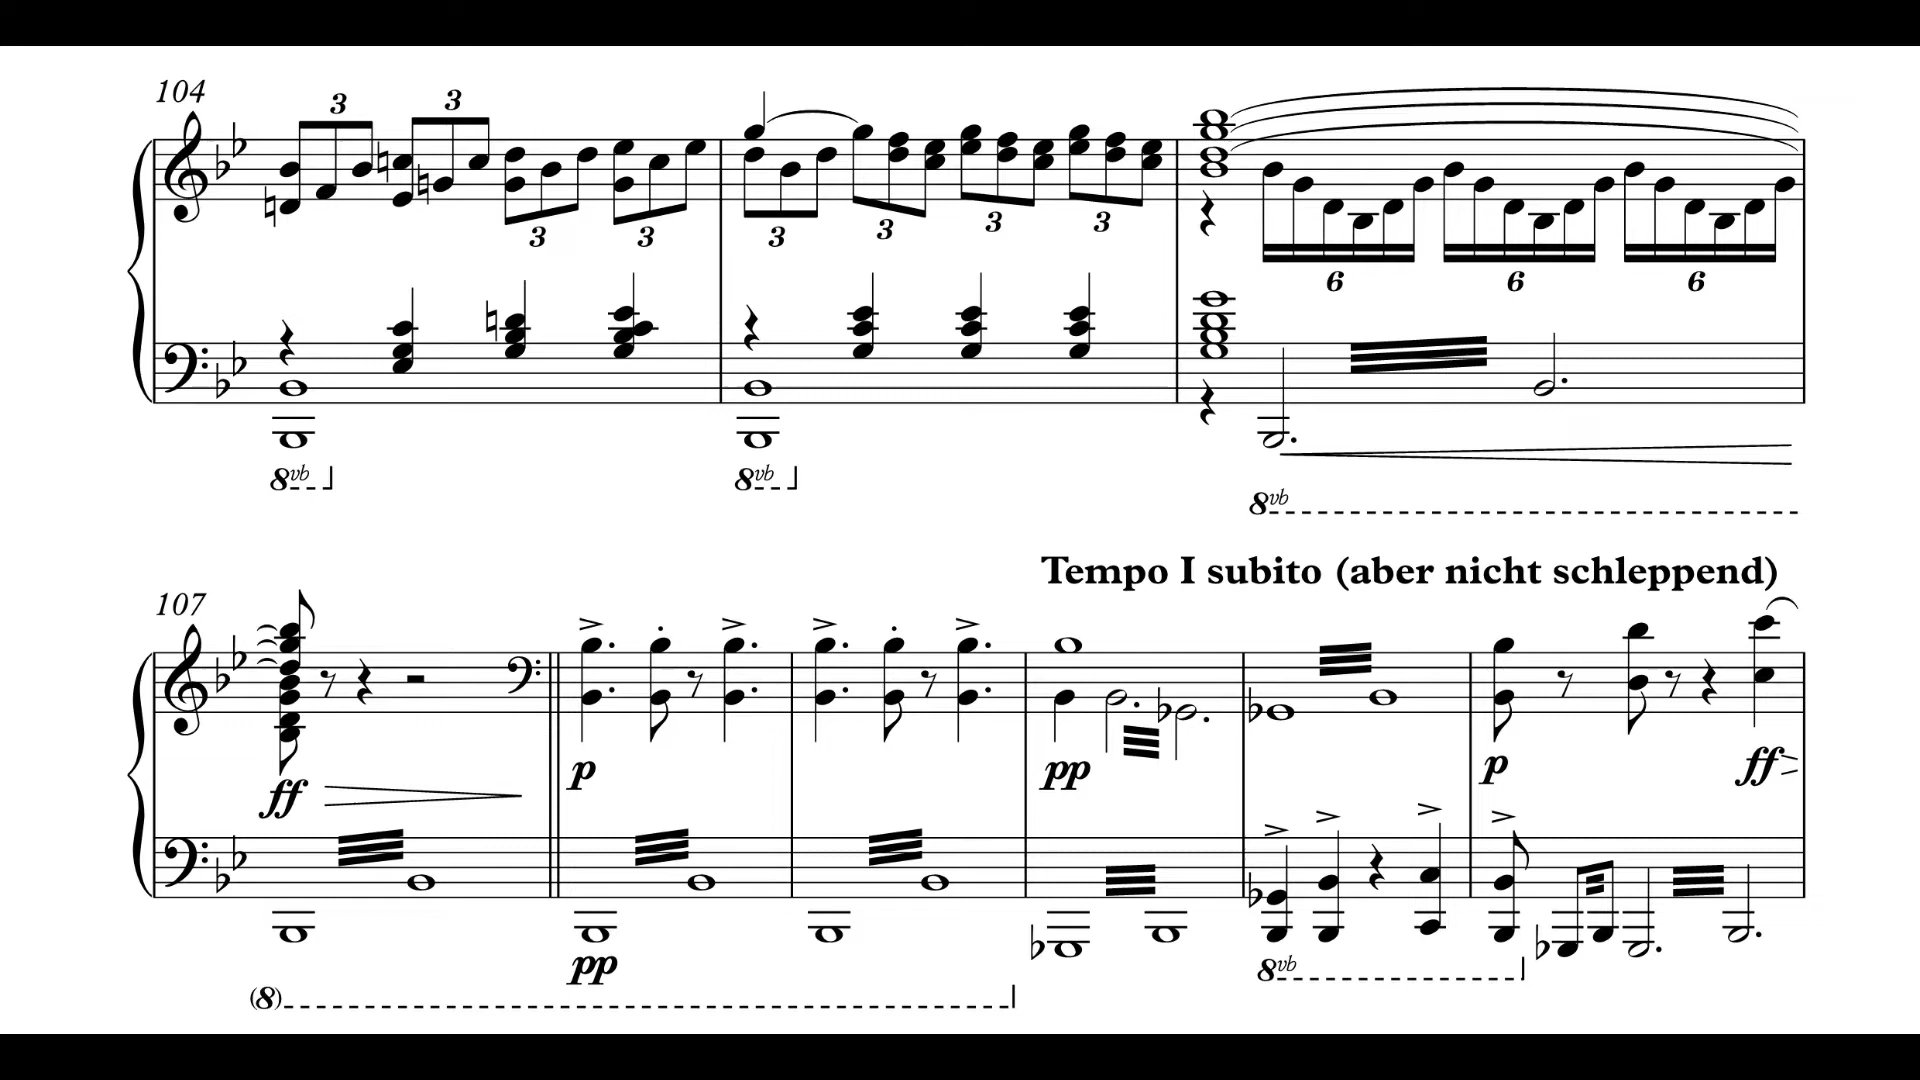 104
3 3
3 3 3 3 3 3
6 6 6
8vb 8vb
8vb
Tempo I subito (aber nicht schleppend)
107
ff p pp p ff
pp
8vb
(8)